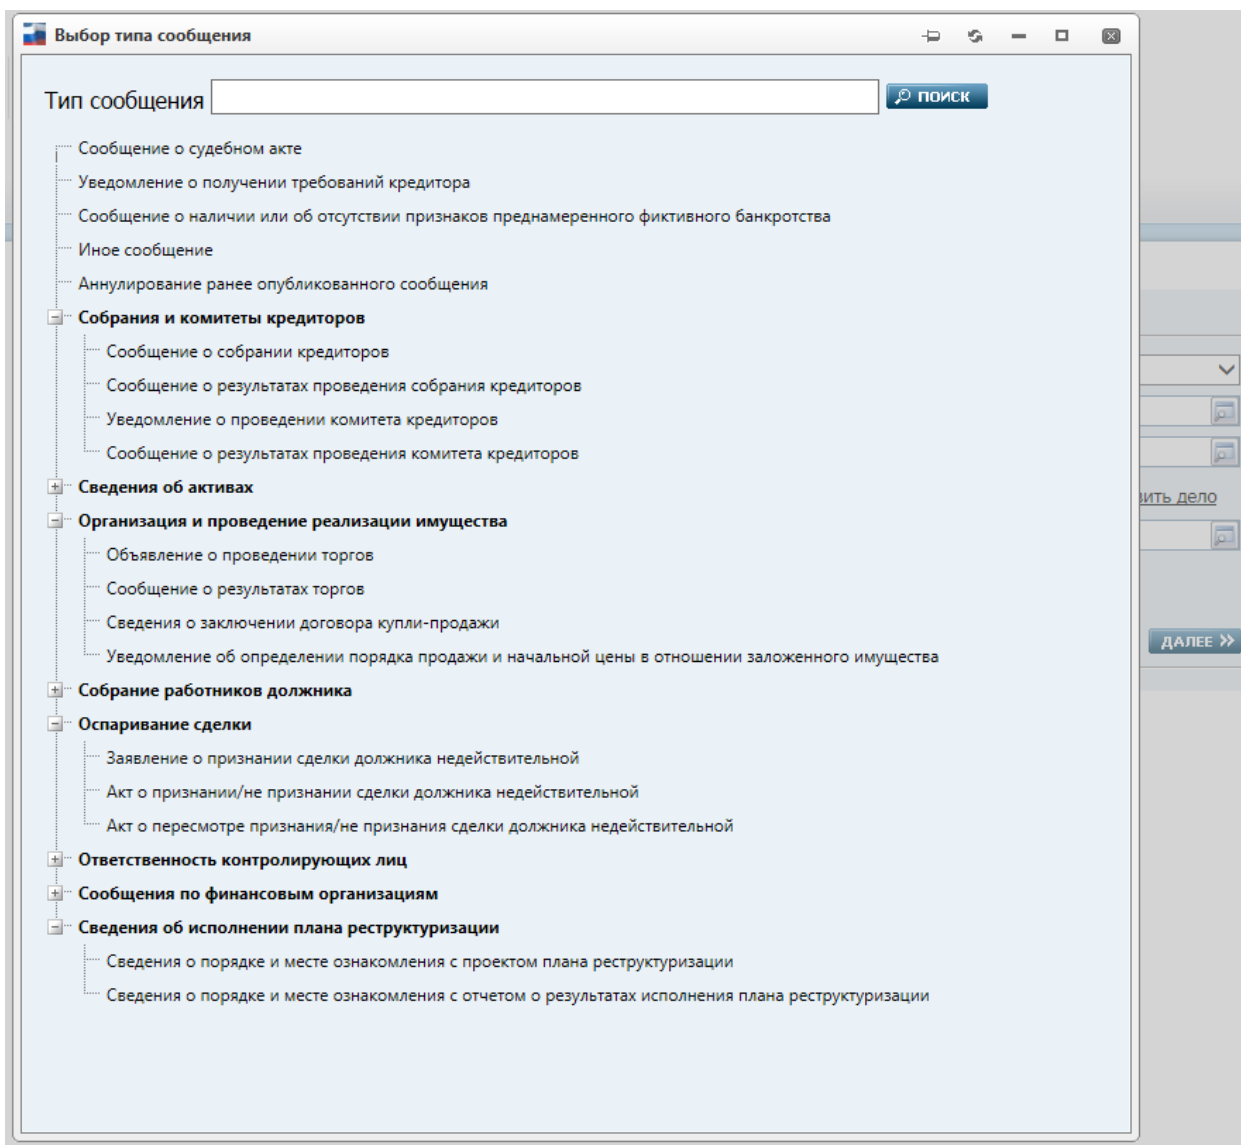 Выбор типа сообщения
Тип сообщения
ПОИСК
Сообщение о судебном акте
Уведомление о получении требований кредитора
Сообщение о наличии или об отсутствии признаков преднамеренного фиктивного банкротства
Иное сообщение
Аннулирование ранее опубликованного сообщения
Собрания и комитеты кредиторов
Сообщение о собрании кредиторов
Сообщение о результатах проведения собрания кредиторов
Уведомление о проведении комитета кредиторов
Сообщение о результатах проведения комитета кредиторов
Сведения об активах
вить дело
Организация и проведение реализации имущества
Объявление о проведении торгов
Сообщение о результатах торгов
Сведения о заключении договора купли-продажи
ДАЛЕЕ
Уведомление об определении порядка продажи и начальной цены в отношении заложенного имущества
Собрание работников должника
Оспаривание сделки
Заявление о признании сделки должника недействительной
Акт о признании/не признании сделки должника недействительной
Акт о пересмотре признания/не признания сделки должника недействительной
Ответственность контролирующих лиц
Сообщения по финансовым организациям
Сведения об исполнении плана реструктуризации
Сведения о порядке и месте ознакомления с проектом плана реструктуризации
Сведения о порядке и месте ознакомления с отчетом о результатах исполнения плана реструктуризации